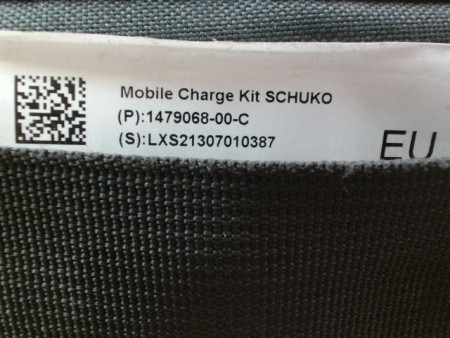 Mobile Charge Kit SCHUKO
(P):1479068-00-C
(S):LXS21307010387
EU